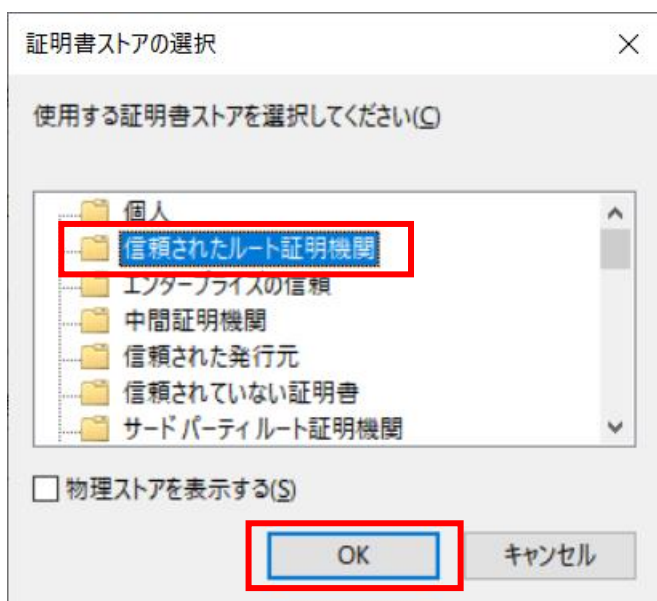 証明書ストアの選択
使用する証明書ストアを選択してください(C)
個人
信頼されたルート証明機関
エンタープライズの信頼
中間証明機関
信頼された発行元
信頼されていない証明書
サード パーティ ルート証明機関
物理ストアを表示する(S)
OK
キャンセル